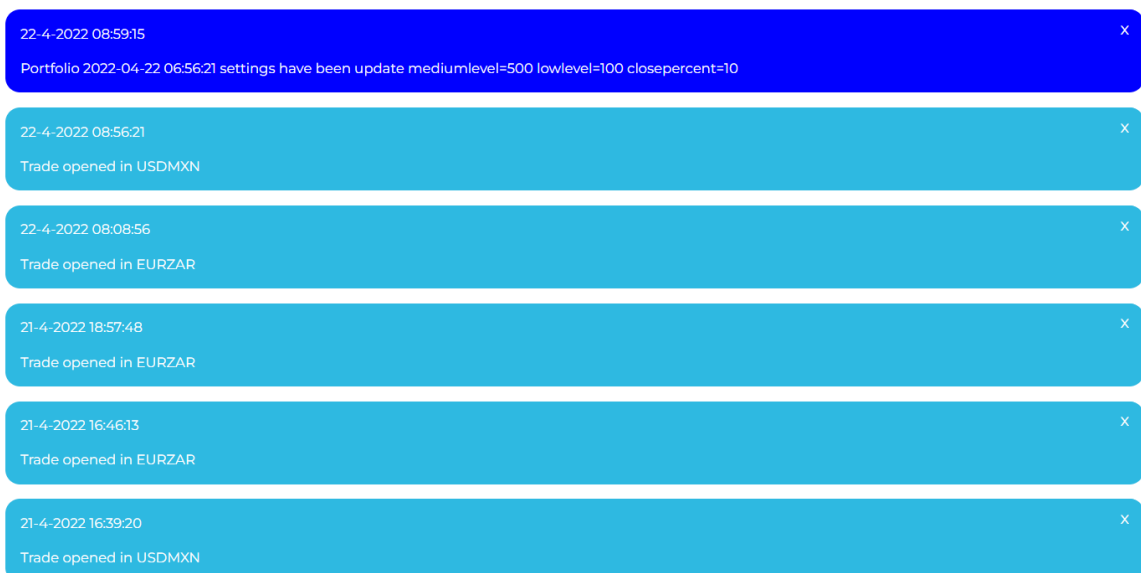 22-4-2022 08:59:15
X
Portfolio 2022-04-22 06:56:21 settings have been update mediumlevel=500 lowlevel=100 closepercent=10
22-4-2022 08:56:21
X
Trade opened in USDMXN
22-4-2022 08:08:56
X
Trade opened in EURZAR
21-4-2022 18:57:48
X
Trade opened in EURZAR
21-4-2022 16:46:13
X
Trade opened in EURZAR
21-4-2022 16:39:20
X
Trade opened in USDMXN